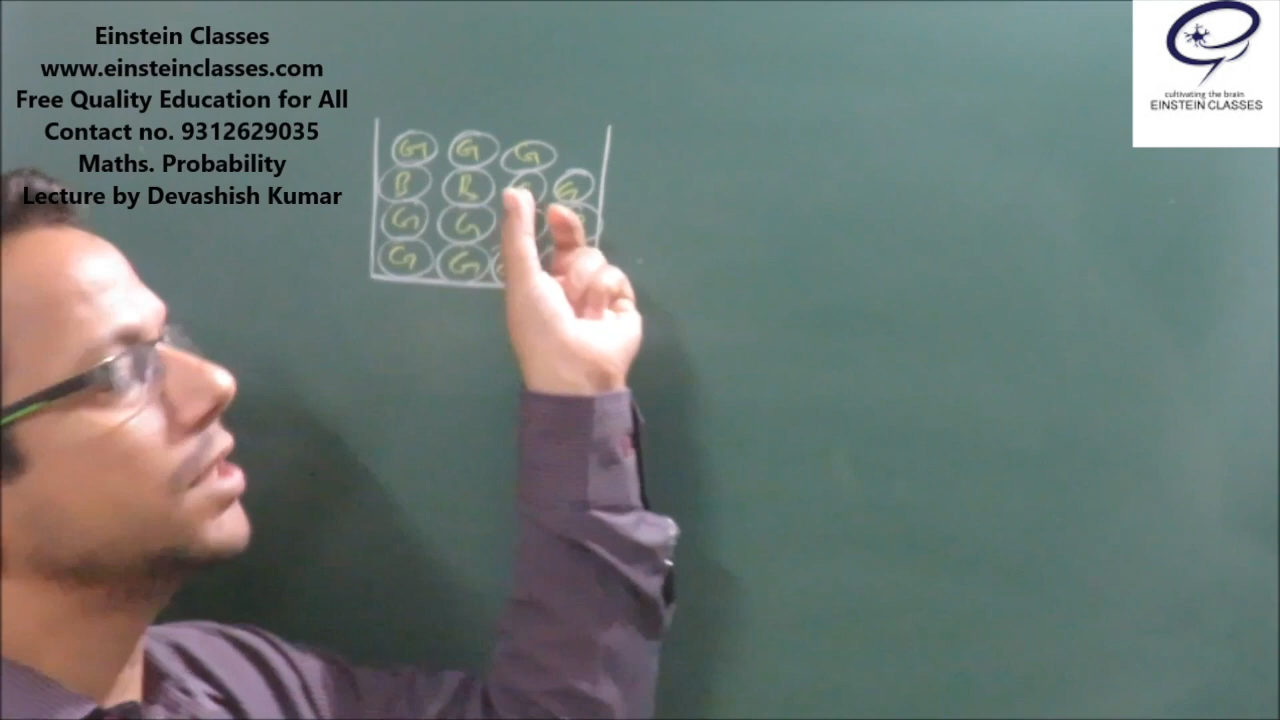 Einstein Classes
www.einsteinclasses.com
Free Quality Education for All
Contact no. 9312629035
Maths. Probability
Lecture by Devashish Kumar
cultivating the brain
EINSTEIN CLASSES
G G G
B R G G
G G
G G